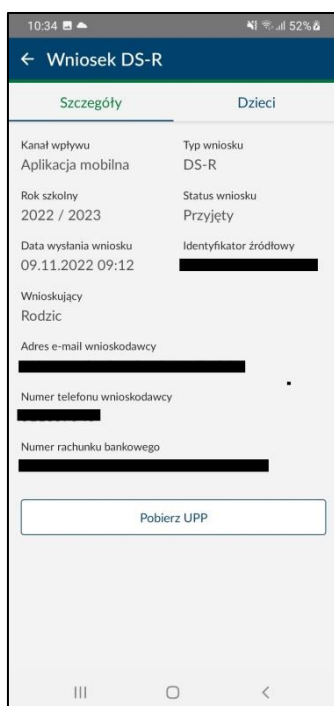 10:34 52%
← Wniosek DS-R
Szczegóły Dzieci
Kanał wpływu Typ wniosku
Aplikacja mobilna DS-R
Rok szkolny Status wniosku
2022 / 2023 Przyjęty
Data wysłania wniosku Identyfikator źródłowy
09.11.2022 09:12
Wnioskujący
Rodzic
Adres e-mail wnioskodawcy
Numer telefonu wnioskodawcy
Numer rachunku bankowego
Pobierz UPP